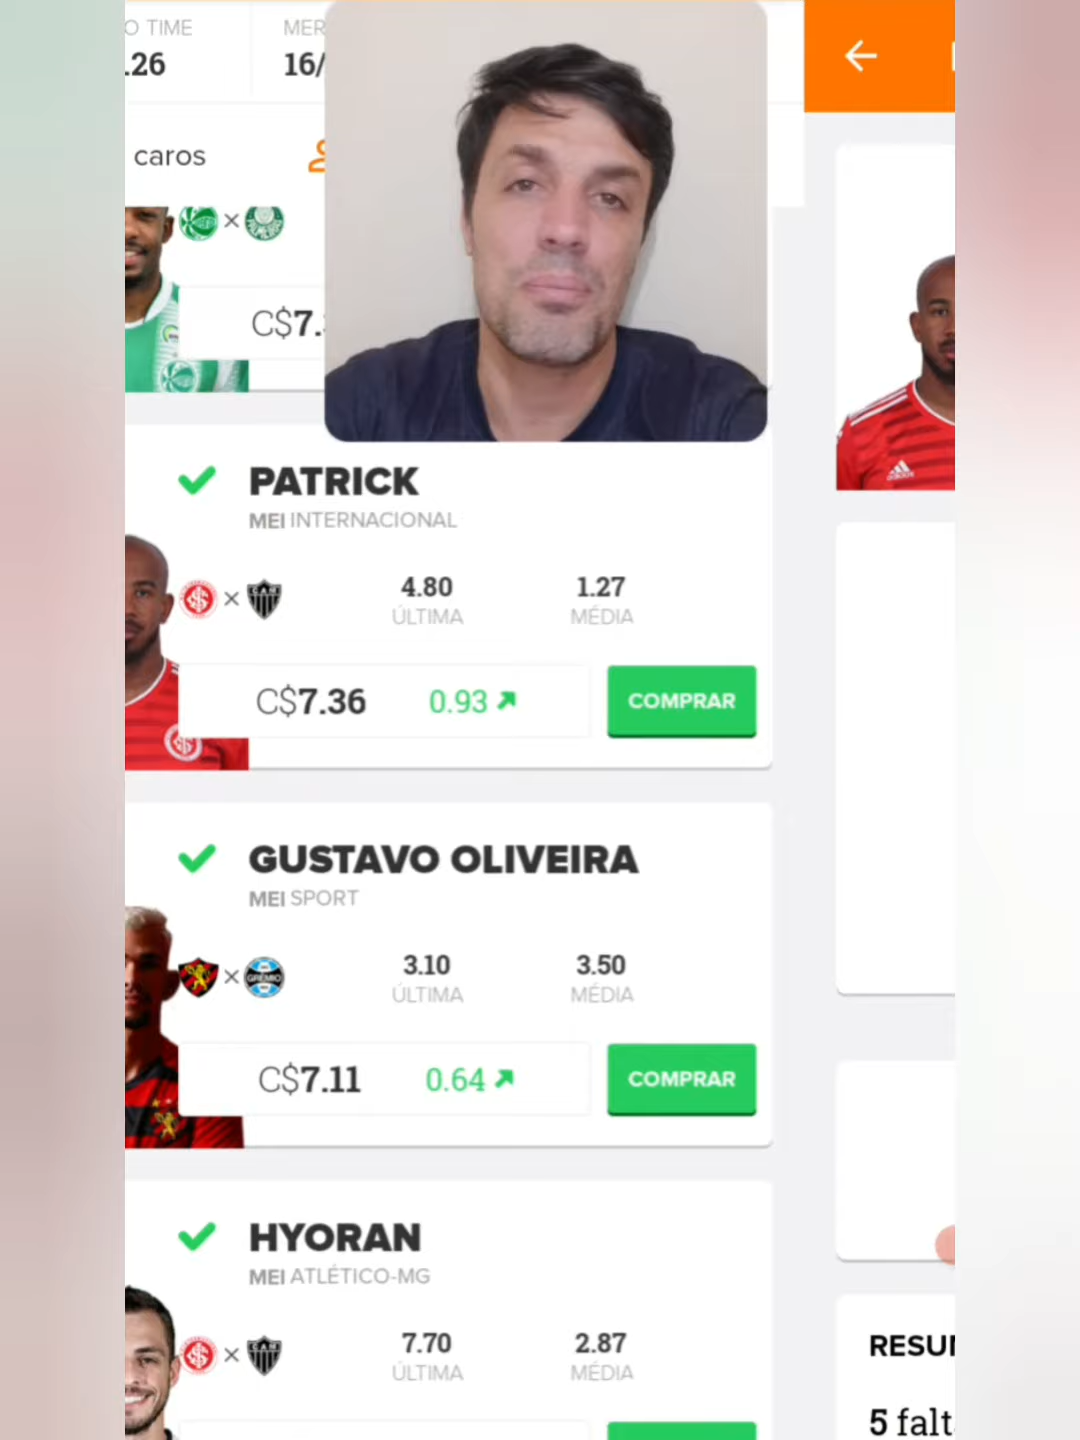 O TIME
MER
.26
16/
caros
C$7.
PATRICK
MEI INTERNACIONAL
4.80
1.27
ÚLTIMA
MÉDIA
C$7.36
0.93
COMPRAR
GUSTAVO OLIVEIRA
MEI SPORT
3.10
3.50
ÚLTIMA
MÉDIA
C$7.11
0.64
COMPRAR
HYORAN
MEI ATLÉTICO-MG
7.70
2.87
ÚLTIMA
MÉDIA
RESU
5 falt